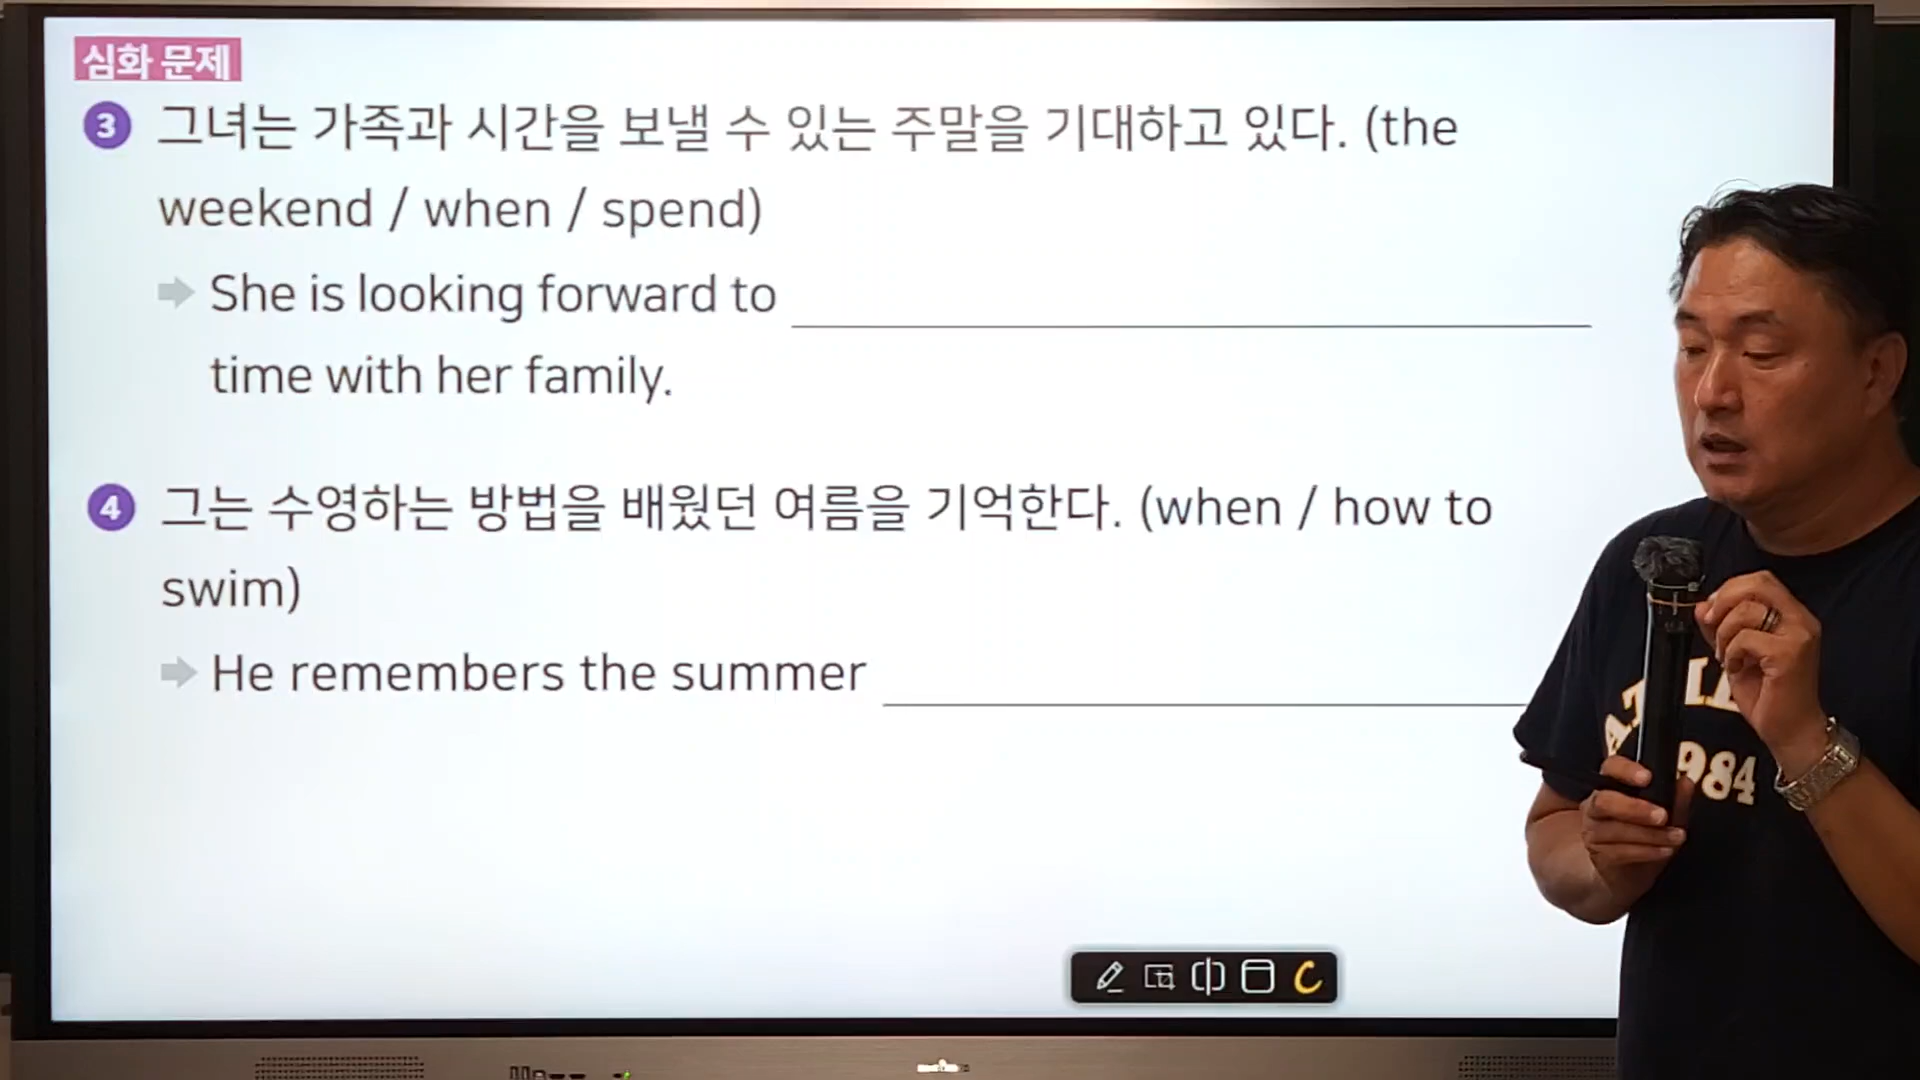 심화 문제
3 그녀는 가족과 시간을 보낼 수 있는 주말을 기대하고 있다. (the
weekend / when / spend)
She is looking forward to
time with her family.
4 그는 수영하는 방법을 배웠던 여름을 기억한다. (when / how to
swim)
He remembers the summer
984